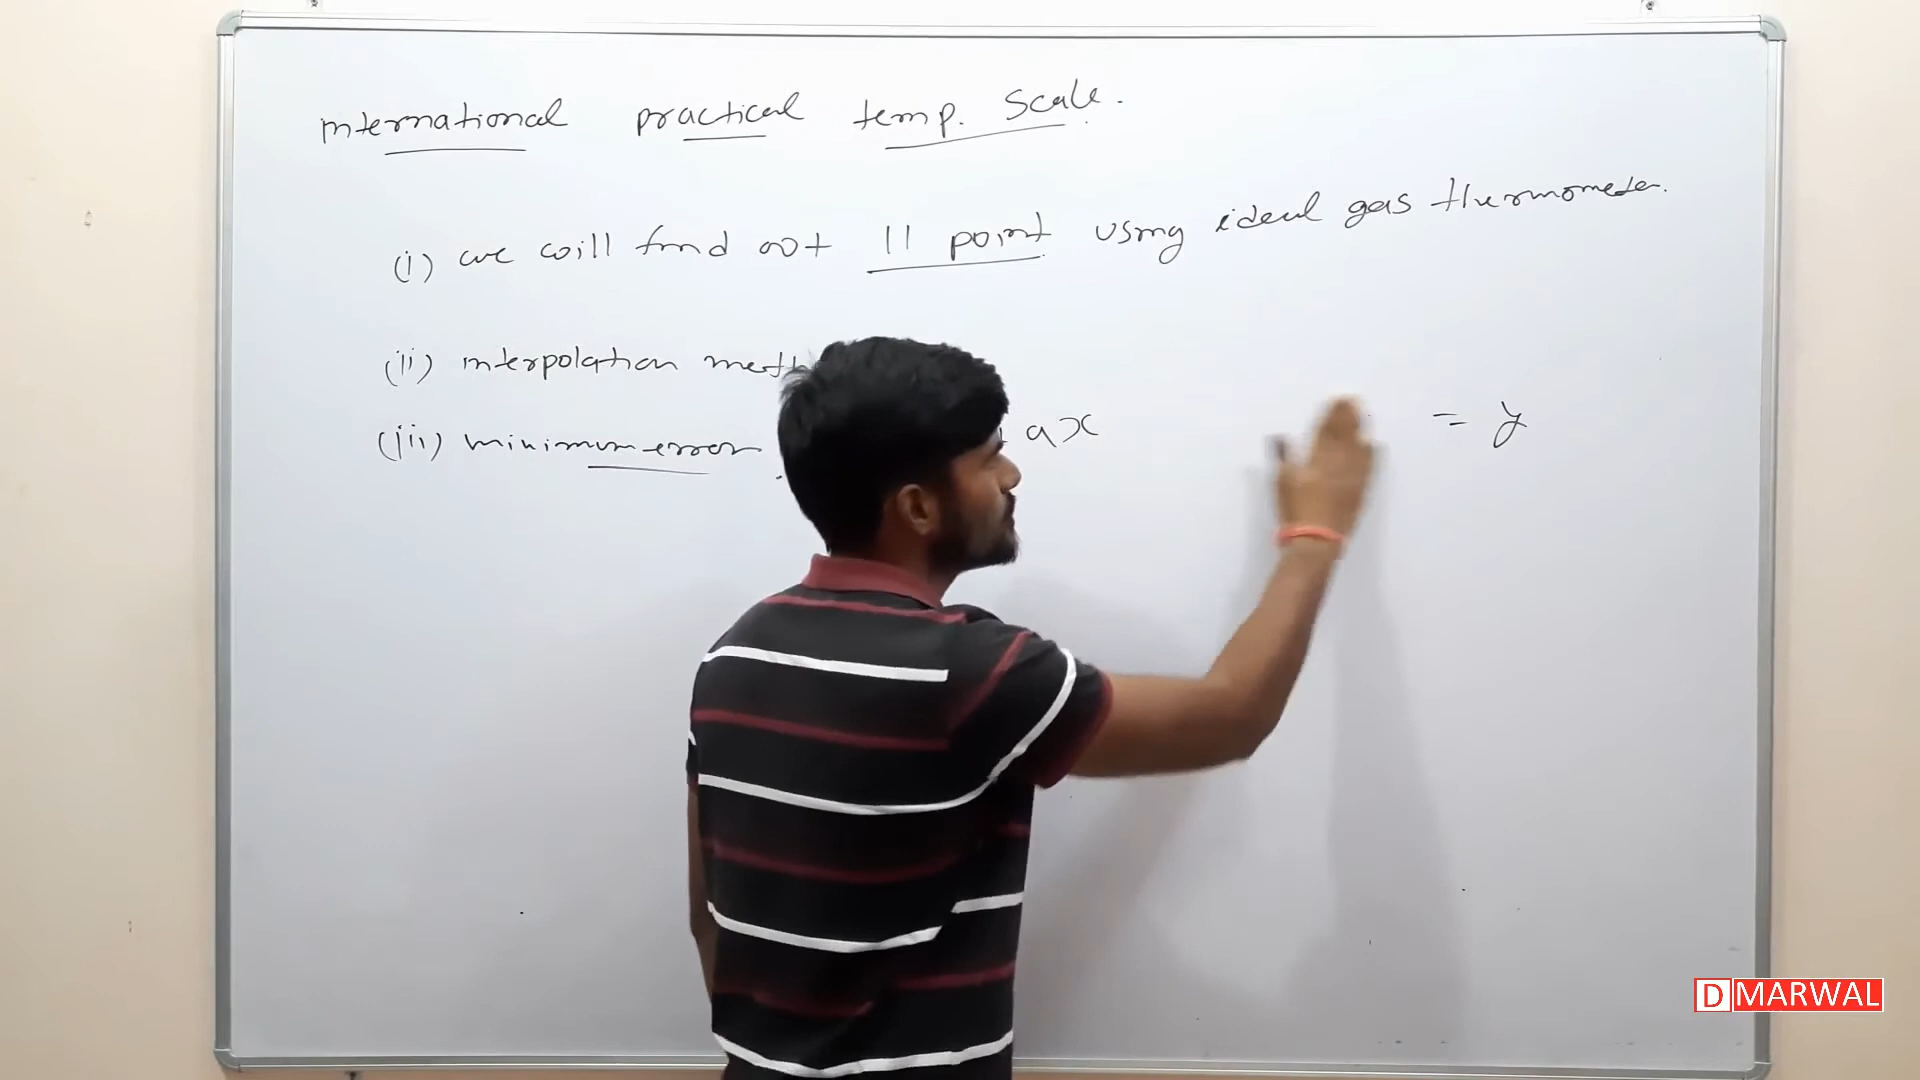 International practical temp. Scale.
(i) we will find out 11 point using ideal gas thermometer.
(ii) interpolation meth
(iii) minimum error ax = y
D MARWAL